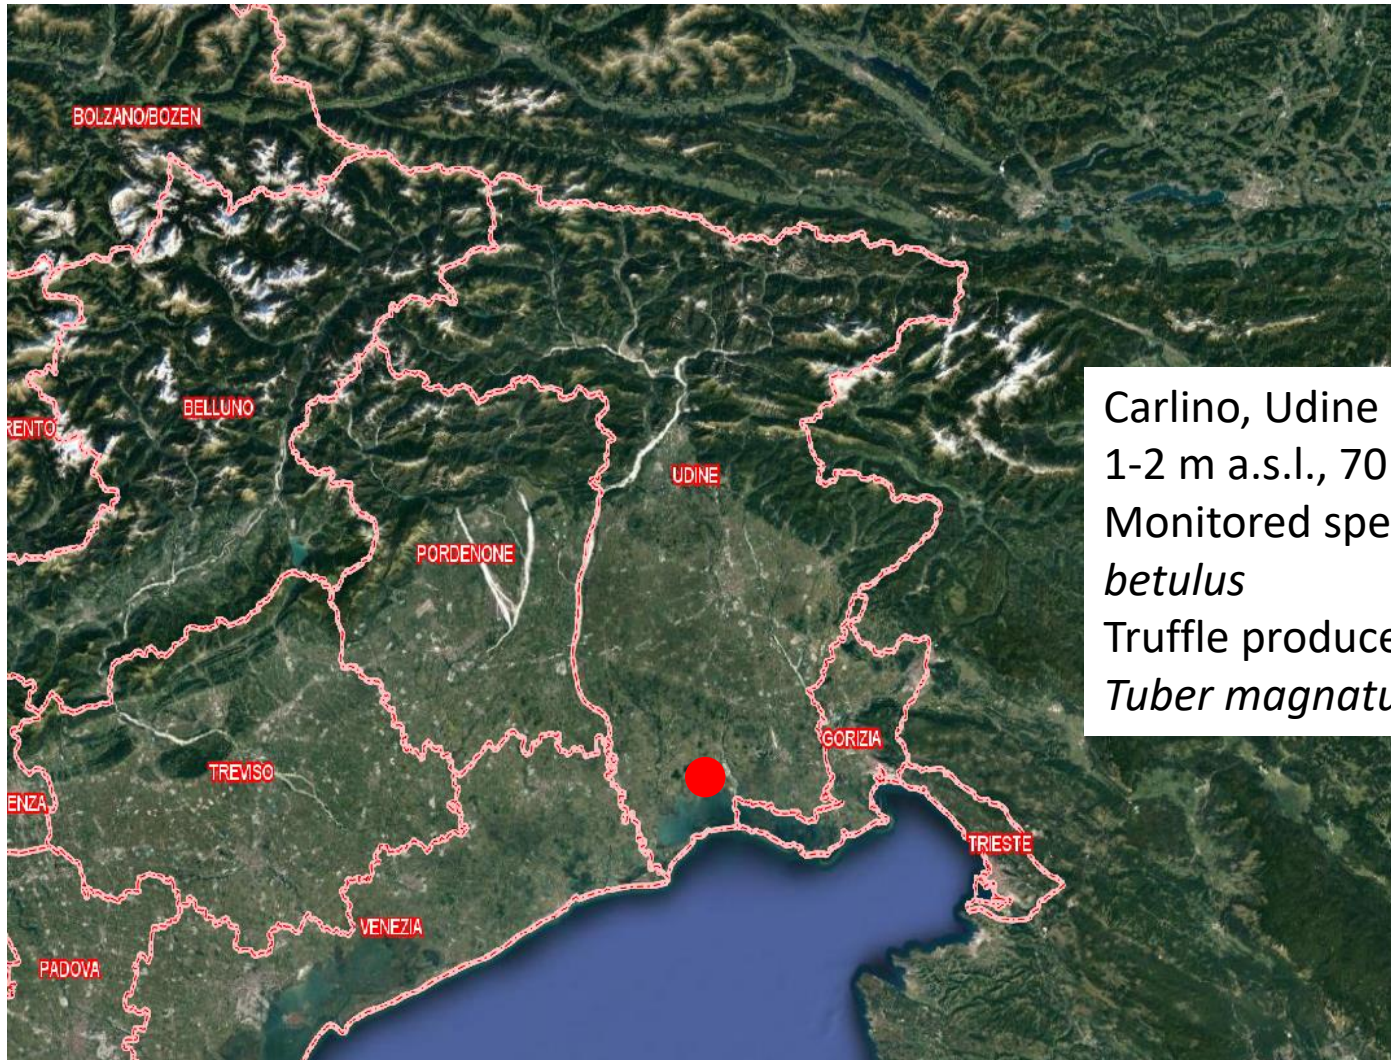 BOLZANO/BOZEN
BELLUNO
RENTO
UDINE
PORDENONE
Carlino, Udine
1-2 m a.s.l., 70
Monitored spe
betulus
Truffle produce
Tuber magnatu
GORIZIA
TREVISO
ENZA
TRIESTE
VENEZIA
PADOVA